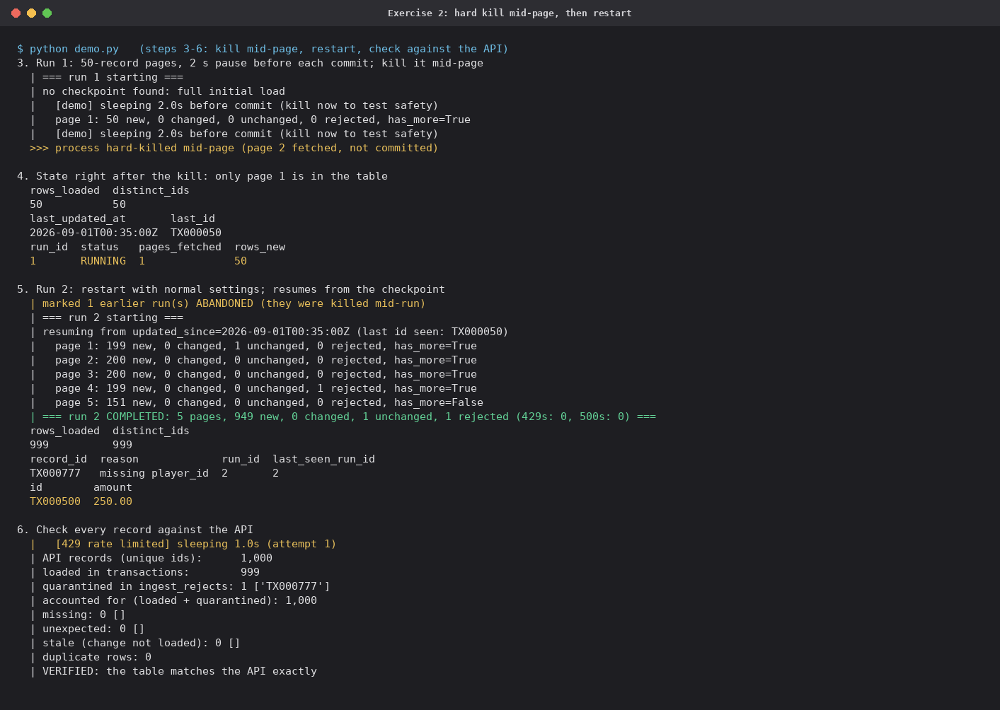 Exercise 2: hard kill mid-page, then restart
$ python demo.py   (steps 3-6: kill mid-page, restart, check against the API)
3. Run 1: 50-record pages, 2 s pause before each commit; kill it mid-page
  | === run 1 starting ===
  | no checkpoint found: full initial load
  |   [demo] sleeping 2.0s before commit (kill now to test safety)
  |   page 1: 50 new, 0 changed, 0 unchanged, 0 rejected, has_more=True
  |   [demo] sleeping 2.0s before commit (kill now to test safety)
  >>> process hard-killed mid-page (page 2 fetched, not committed)
4. State right after the kill: only page 1 is in the table
  rows_loaded  distinct_ids
  50           50
  last_updated_at       last_id
  2026-09-01T00:35:00Z  TX000050
  run_id  status   pages_fetched  rows_new
  1       RUNNING  1              50
5. Run 2: restart with normal settings; resumes from the checkpoint
  | marked 1 earlier run(s) ABANDONED (they were killed mid-run)
  | === run 2 starting ===
  | resuming from updated_since=2026-09-01T00:35:00Z (last id seen: TX000050)
  |   page 1: 199 new, 0 changed, 1 unchanged, 0 rejected, has_more=True
  |   page 2: 200 new, 0 changed, 0 unchanged, 0 rejected, has_more=True
  |   page 3: 200 new, 0 changed, 0 unchanged, 0 rejected, has_more=True
  |   page 4: 199 new, 0 changed, 0 unchanged, 1 rejected, has_more=True
  |   page 5: 151 new, 0 changed, 0 unchanged, 0 rejected, has_more=False
  | === run 2 COMPLETED: 5 pages, 949 new, 0 changed, 1 unchanged, 1 rejected (429s: 0, 500s: 0) ===
  rows_loaded  distinct_ids
  999          999
  record_id  reason             run_id  last_seen_run_id
  TX000777   missing player_id  2       2
  id        amount
  TX000500  250.00
6. Check every record against the API
  |   [429 rate limited] sleeping 1.0s (attempt 1)
  | API records (unique ids):      1,000
  | loaded in transactions:        999
  | quarantined in ingest_rejects: 1 ['TX000777']
  | accounted for (loaded + quarantined): 1,000
  | missing: 0 []
  | unexpected: 0 []
  | stale (change not loaded): 0 []
  | duplicate rows: 0
  | VERIFIED: the table matches the API exactly